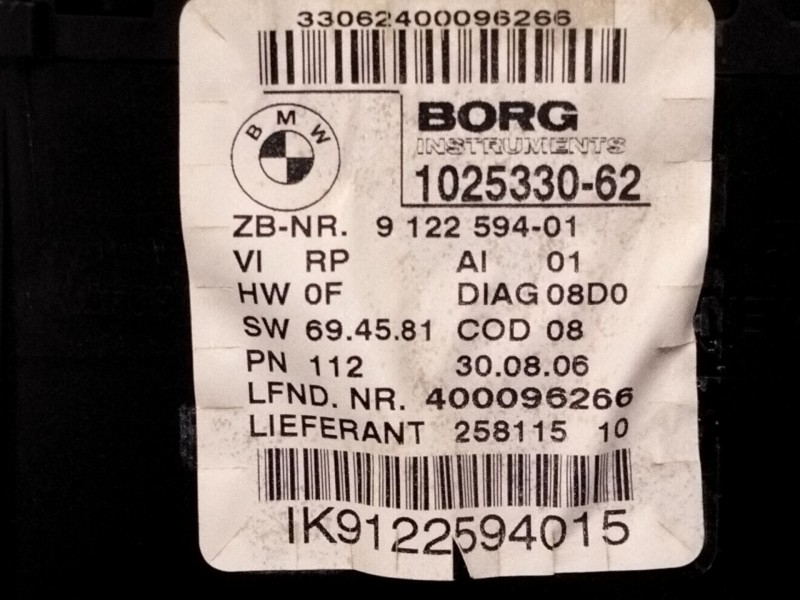 33062400096266
BMW
BORG
INSTRUMENTS
1025330-62
ZB-NR. 9 122 594-01
VI RP AI 01
HW 0F DIAG 08D0
SW 69.45.81 COD 08
PN 112 30.08.06
LFND. NR. 400096266
LIEFERANT 258115 10
IK9122594015